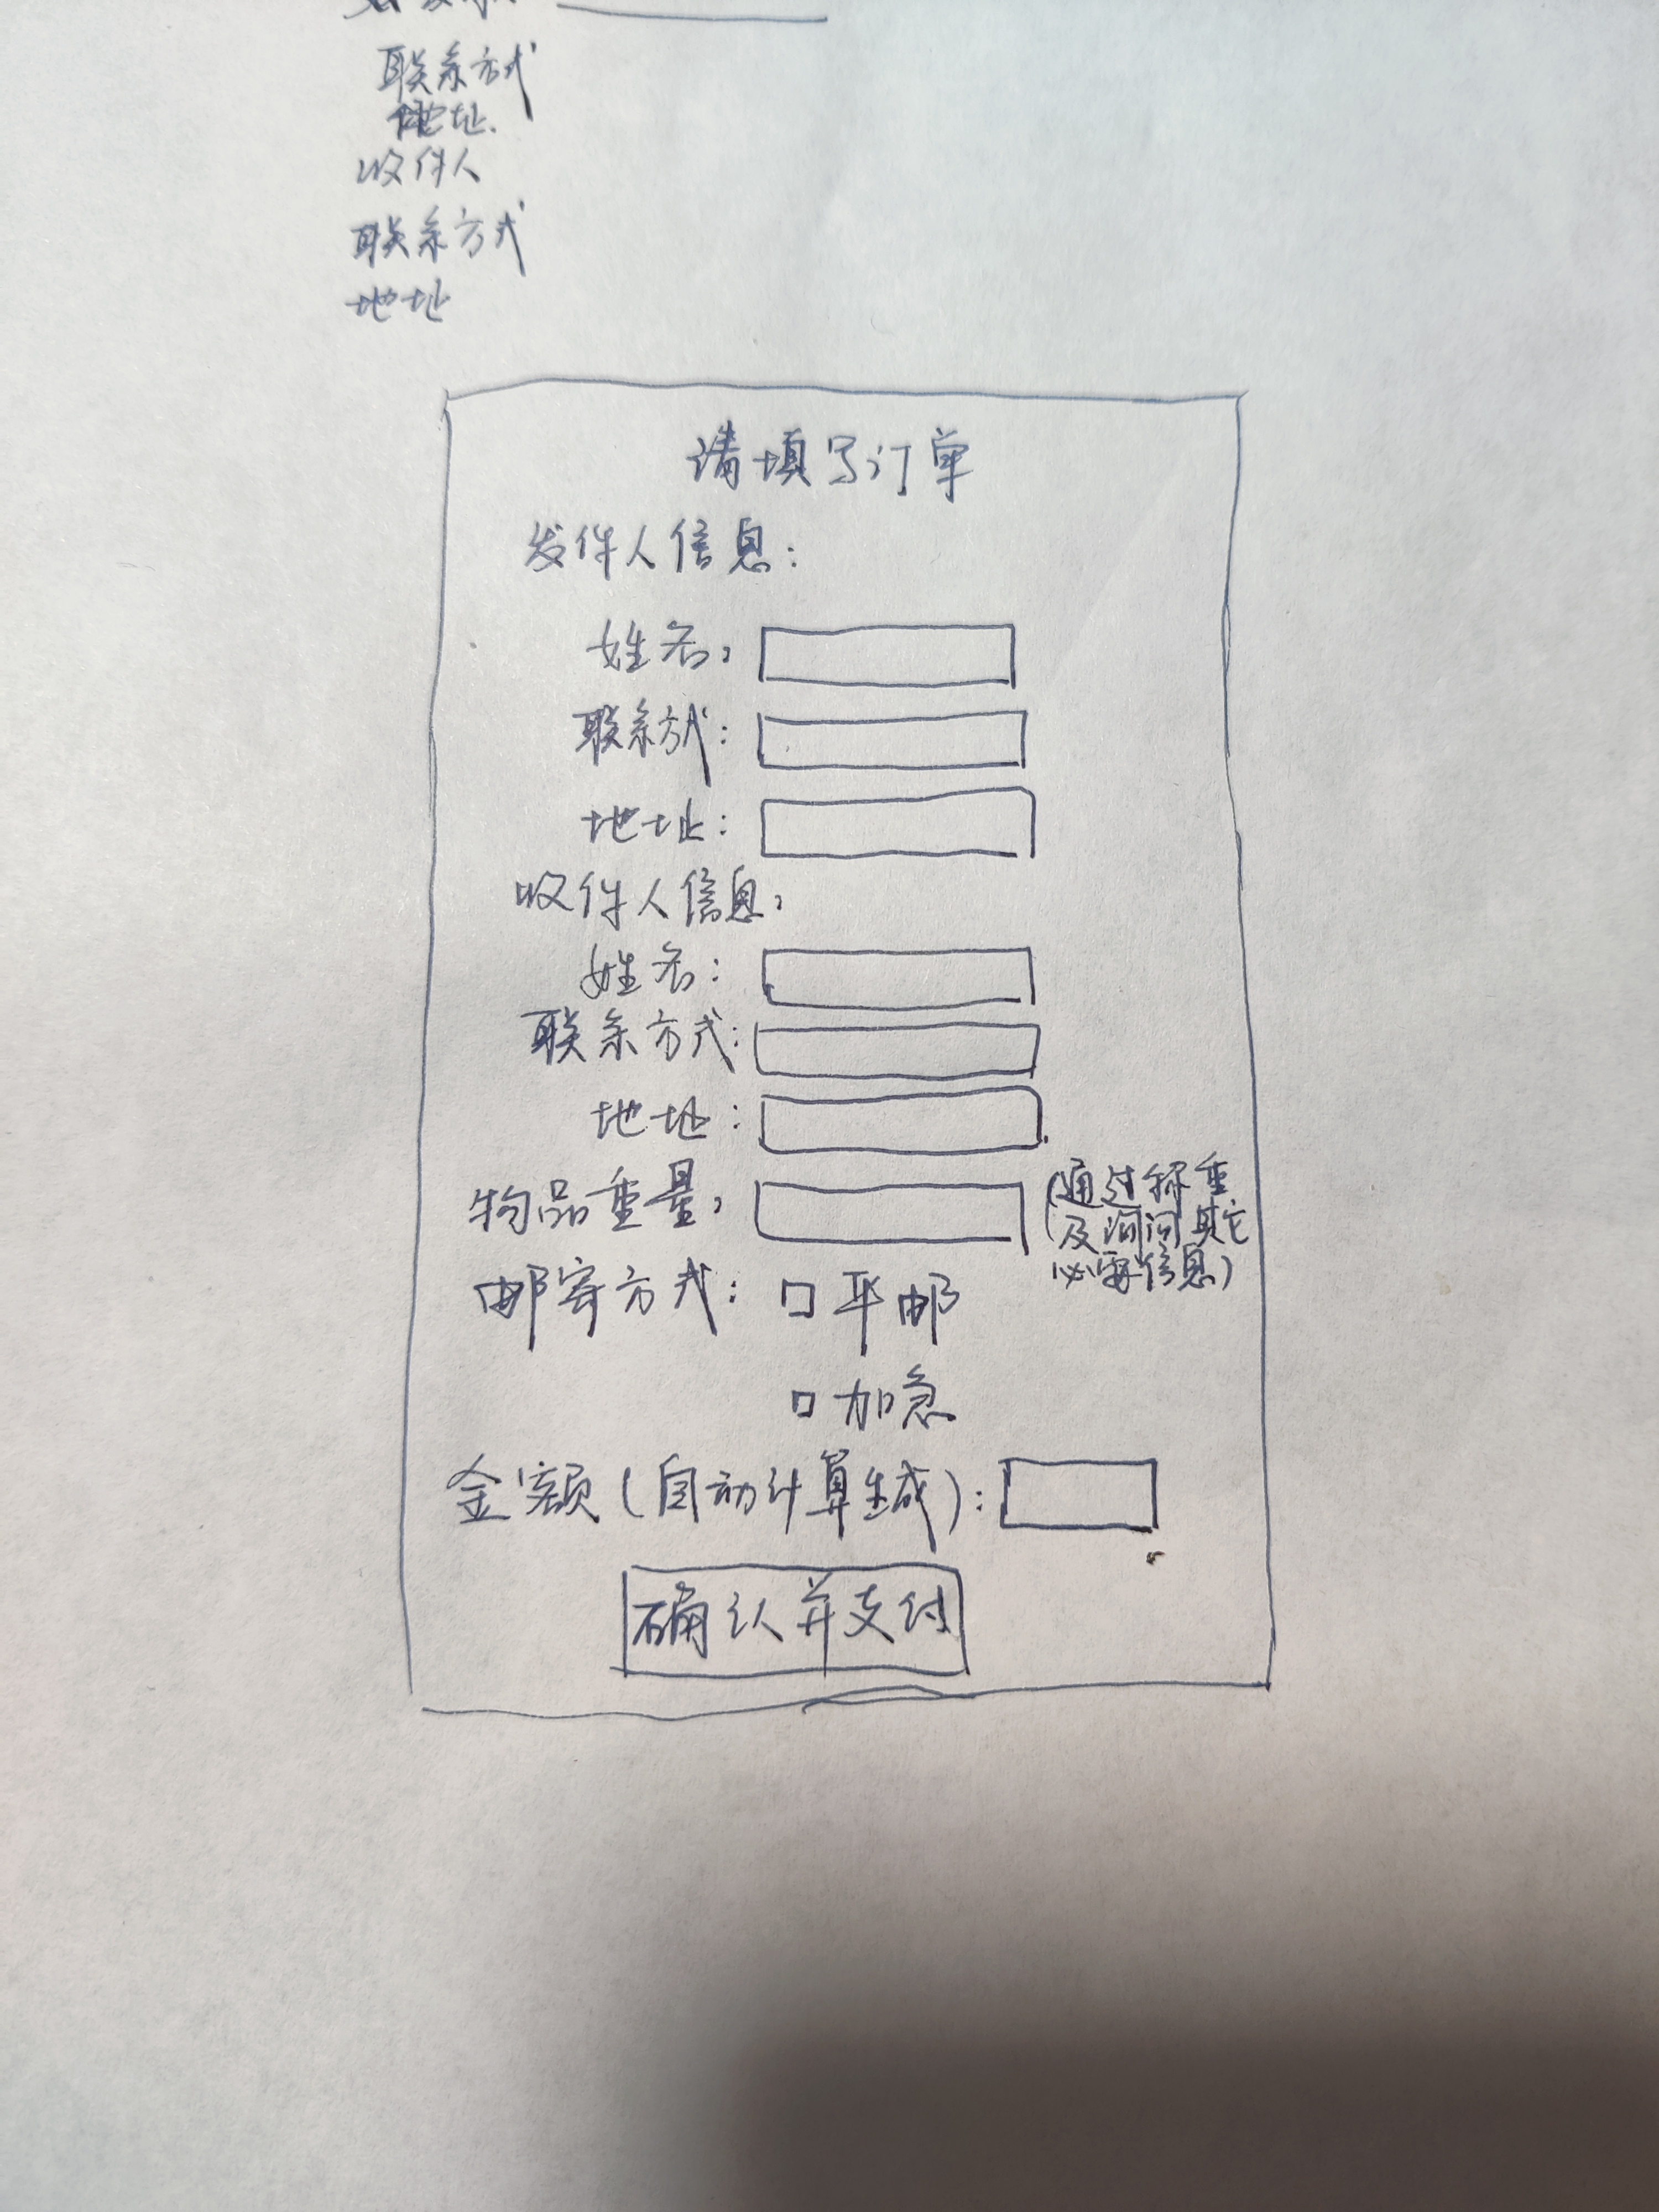 联系方式
地址.
收件人
联系方式
地址
请填写订单
发件人信息:
姓名:
联系方式:
地址:
收件人信息:
姓名:
联系方式:
地址:
物品重量: (通过称重
及询问其它
必要信息)
邮寄方式: 口平邮
口加急
金额(自动计算生成):
确认并支付